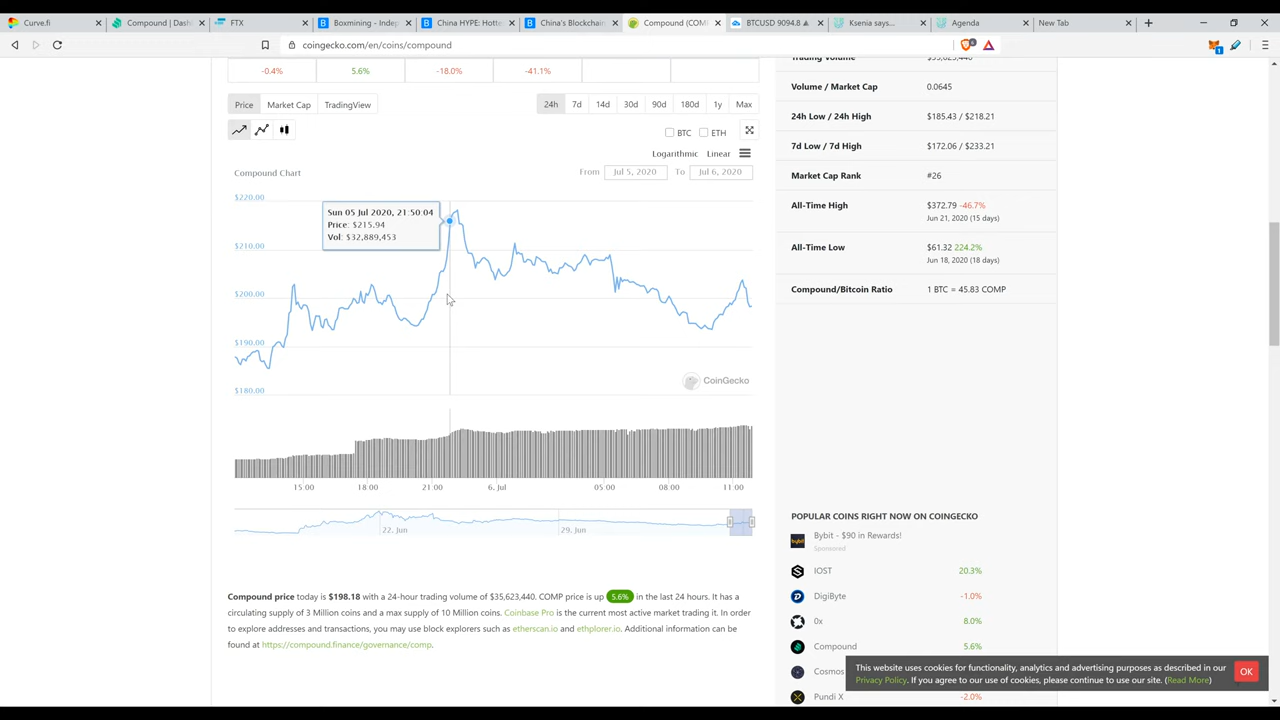 Curve.fi
Compound | Dashb
FTX
Boxmining - Indep
China HYPE: Hotte
China's Blockchain
Compound (COMP
BTCUSD 9094.8
Ksenia says...
Agenda
New Tab
coingecko.com/en/coins/compound
1
-0.4%
5.6%
-18.0%
-41.1%
Price
Market Cap
TradingView
24h
7d
14d
30d
90d
180d
1y
Max
BTC
ETH
Logarithmic
Linear
Compound Chart
From
Jul 5, 2020
To
Jul 6, 2020
$220.00
$210.00
$200.00
$190.00
$180.00
Sun 05 Jul 2020, 21:50:04
Price: $215.94
Vol: $32,889,453
CoinGecko
15:00
18:00
21:00
6. Jul
05:00
08:00
11:00
22. Jun
29. Jun
Compound price today is $198.18 with a 24-hour trading volume of $35,623,440. COMP price is up 5.6% in the last 24 hours. It has a
circulating supply of 3 Million coins and a max supply of 10 Million coins. Coinbase Pro is the current most active market trading it. In order
to explore addresses and transactions, you may use block explorers such as etherscan.io and ethplorer.io. Additional information can be
found at https://compound.finance/governance/comp.
Trading Volume
$35,623,440
Volume / Market Cap
0.0645
24h Low / 24h High
$185.43 / $218.21
7d Low / 7d High
$172.06 / $233.21
Market Cap Rank
#26
All-Time High
$372.79 -46.7%
Jun 21, 2020 (15 days)
All-Time Low
$61.32 224.2%
Jun 18, 2020 (18 days)
Compound/Bitcoin Ratio
1 BTC = 45.83 COMP
POPULAR COINS RIGHT NOW ON COINGECKO
Bybit - $90 in Rewards!
Sponsored
IOST
20.3%
DigiByte
-1.0%
0x
8.0%
Compound
5.6%
Cosmos
Pundi X
-2.0%
This website uses cookies for functionality, analytics and advertising purposes as described in our
Privacy Policy. If you agree to our use of cookies, please continue to use our site. (Read More)
OK